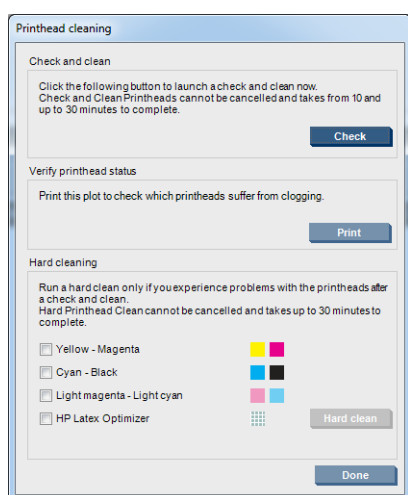 Printhead cleaning
Check and clean
Click the following button to launch a check and clean now.
Check and Clean Printheads cannot be cancelled and takes from 10 and
up to 30 minutes to complete.
Check
Verify printhead status
Print this plot to check which printheads suffer from clogging.
Print
Hard cleaning
Run a hard clean only if you experience problems with the printheads after
a check and clean.
Hard Printhead Clean cannot be cancelled and takes up to 30 minutes to
complete.
Yellow - Magenta
Cyan - Black
Light magenta - Light cyan
HP Latex Optimizer
Hard clean
Done